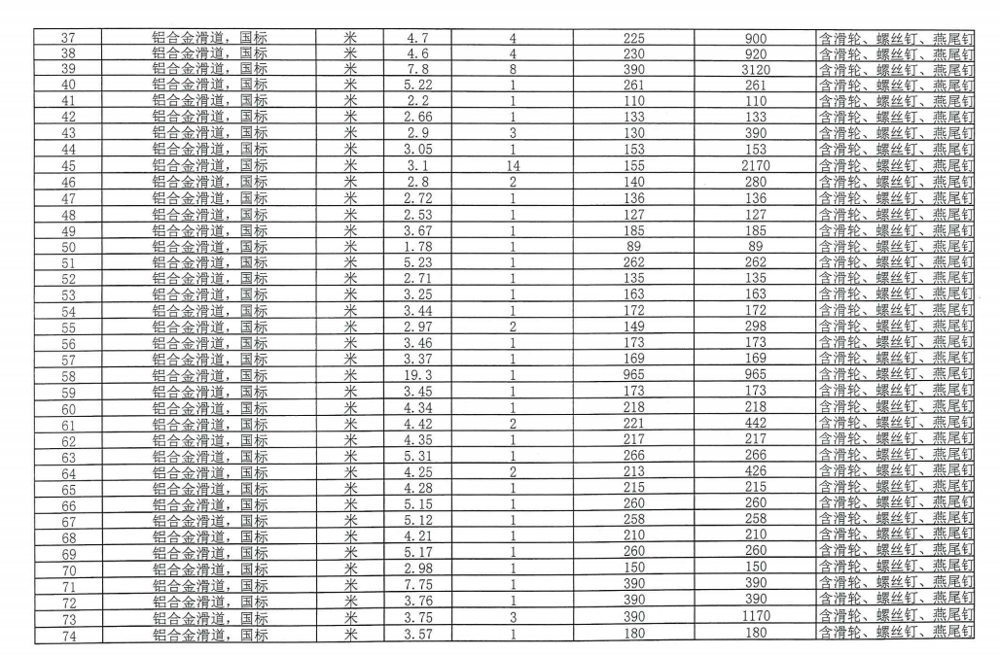 37 铝合金滑道，国标 米 4.7 4 225 900 含滑轮、螺丝钉、燕尾钉
38 铝合金滑道，国标 米 4.6 4 230 920 含滑轮、螺丝钉、燕尾钉
39 铝合金滑道，国标 米 7.8 8 390 3120 含滑轮、螺丝钉、燕尾钉
40 铝合金滑道，国标 米 5.22 1 261 261 含滑轮、螺丝钉、燕尾钉
41 铝合金滑道，国标 米 2.2 1 110 110 含滑轮、螺丝钉、燕尾钉
42 铝合金滑道，国标 米 2.66 1 133 133 含滑轮、螺丝钉、燕尾钉
43 铝合金滑道，国标 米 2.9 3 130 390 含滑轮、螺丝钉、燕尾钉
44 铝合金滑道，国标 米 3.05 1 153 153 含滑轮、螺丝钉、燕尾钉
45 铝合金滑道，国标 米 3.1 14 155 2170 含滑轮、螺丝钉、燕尾钉
46 铝合金滑道，国标 米 2.8 2 140 280 含滑轮、螺丝钉、燕尾钉
47 铝合金滑道，国标 米 2.72 1 136 136 含滑轮、螺丝钉、燕尾钉
48 铝合金滑道，国标 米 2.53 1 127 127 含滑轮、螺丝钉、燕尾钉
49 铝合金滑道，国标 米 3.67 1 185 185 含滑轮、螺丝钉、燕尾钉
50 铝合金滑道，国标 米 1.78 1 89 89 含滑轮、螺丝钉、燕尾钉
51 铝合金滑道，国标 米 5.23 1 262 262 含滑轮、螺丝钉、燕尾钉
52 铝合金滑道，国标 米 2.71 1 135 135 含滑轮、螺丝钉、燕尾钉
53 铝合金滑道，国标 米 3.25 1 163 163 含滑轮、螺丝钉、燕尾钉
54 铝合金滑道，国标 米 3.44 1 172 172 含滑轮、螺丝钉、燕尾钉
55 铝合金滑道，国标 米 2.97 2 149 298 含滑轮、螺丝钉、燕尾钉
56 铝合金滑道，国标 米 3.46 1 173 173 含滑轮、螺丝钉、燕尾钉
57 铝合金滑道，国标 米 3.37 1 169 169 含滑轮、螺丝钉、燕尾钉
58 铝合金滑道，国标 米 19.3 1 965 965 含滑轮、螺丝钉、燕尾钉
59 铝合金滑道，国标 米 3.45 1 173 173 含滑轮、螺丝钉、燕尾钉
60 铝合金滑道，国标 米 4.34 1 218 218 含滑轮、螺丝钉、燕尾钉
61 铝合金滑道，国标 米 4.42 2 221 442 含滑轮、螺丝钉、燕尾钉
62 铝合金滑道，国标 米 4.35 1 217 217 含滑轮、螺丝钉、燕尾钉
63 铝合金滑道，国标 米 5.31 1 266 266 含滑轮、螺丝钉、燕尾钉
64 铝合金滑道，国标 米 4.25 2 213 426 含滑轮、螺丝钉、燕尾钉
65 铝合金滑道，国标 米 4.28 1 215 215 含滑轮、螺丝钉、燕尾钉
66 铝合金滑道，国标 米 5.15 1 260 260 含滑轮、螺丝钉、燕尾钉
67 铝合金滑道，国标 米 5.12 1 258 258 含滑轮、螺丝钉、燕尾钉
68 铝合金滑道，国标 米 4.21 1 210 210 含滑轮、螺丝钉、燕尾钉
69 铝合金滑道，国标 米 5.17 1 260 260 含滑轮、螺丝钉、燕尾钉
70 铝合金滑道，国标 米 2.98 1 150 150 含滑轮、螺丝钉、燕尾钉
71 铝合金滑道，国标 米 7.75 1 390 390 含滑轮、螺丝钉、燕尾钉
72 铝合金滑道，国标 米 3.76 1 390 390 含滑轮、螺丝钉、燕尾钉
73 铝合金滑道，国标 米 3.75 3 390 1170 含滑轮、螺丝钉、燕尾钉
74 铝合金滑道，国标 米 3.57 1 180 180 含滑轮、螺丝钉、燕尾钉